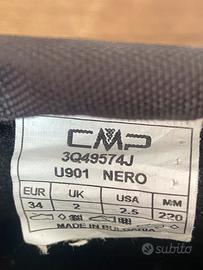 CMP
3Q49574J
U901 NERO
EUR UK USA MM
34 2 2.5 220
MADE IN BULGARIA
subito